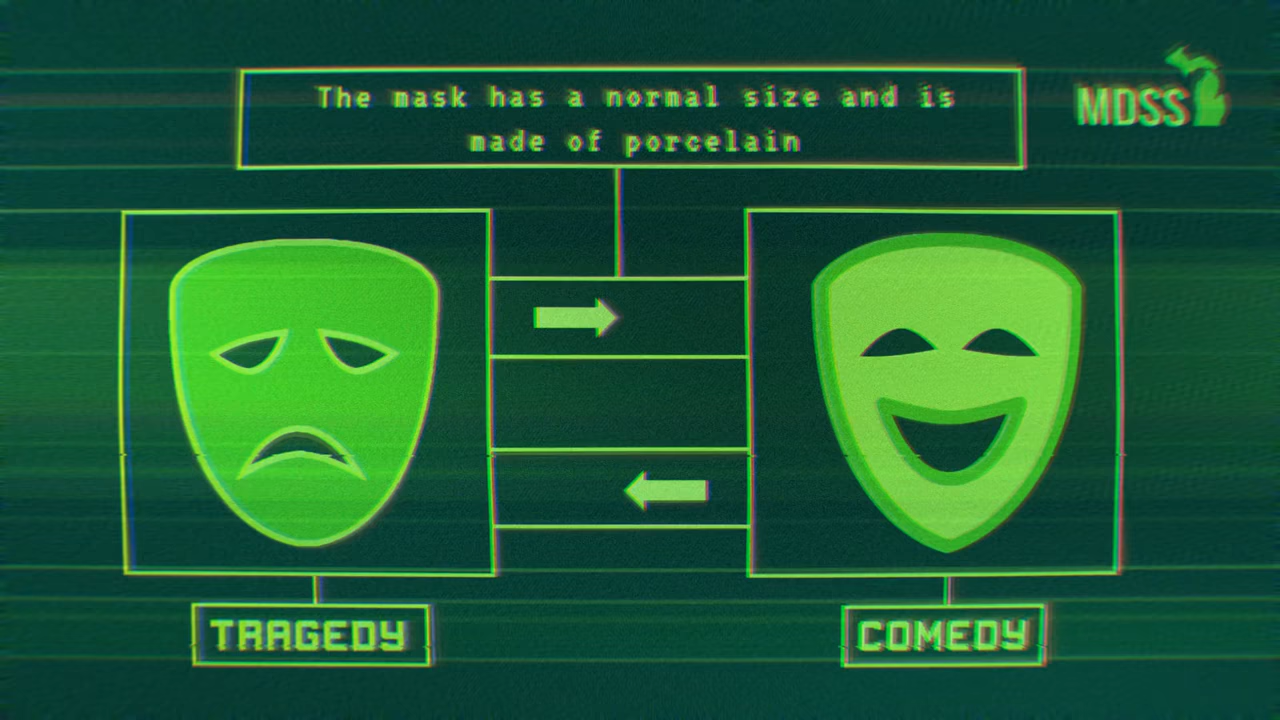 The mask has a normal size and is
made of porcelain
MDSS
TRAGEDY
COMEDY